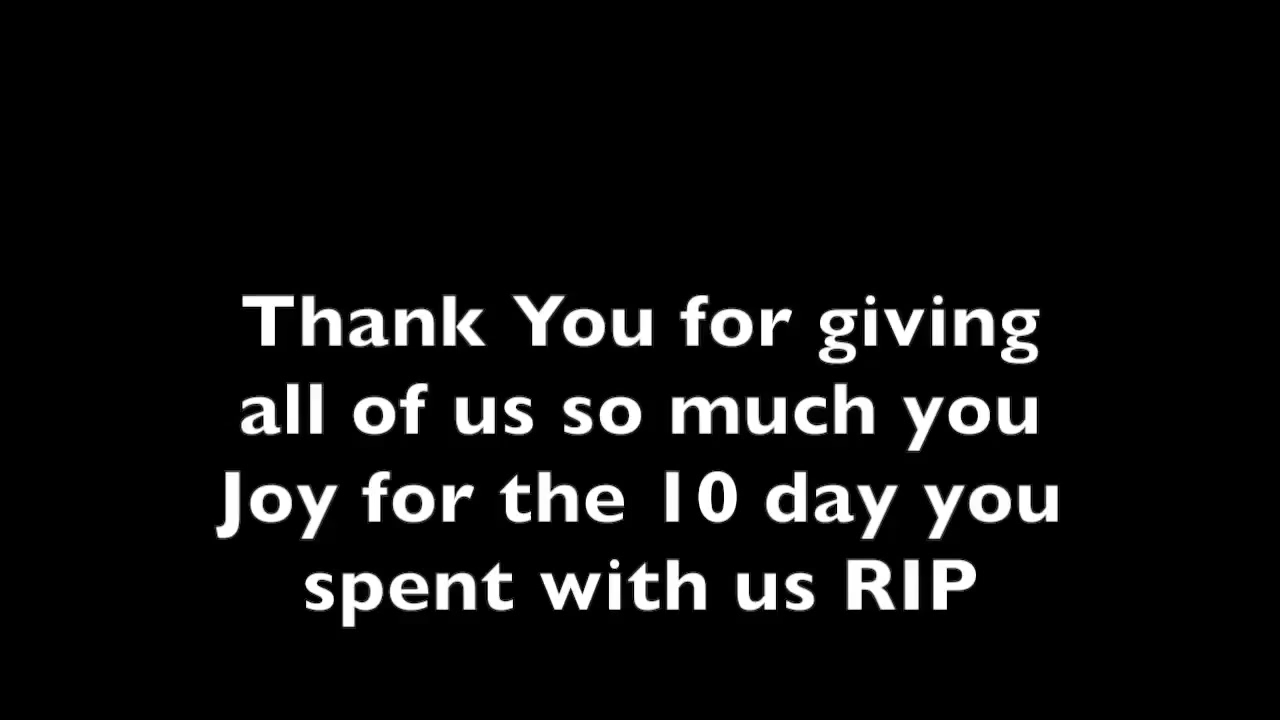 Thank You for giving
all of us so much you
Joy for the 10 day you
spent with us RIP